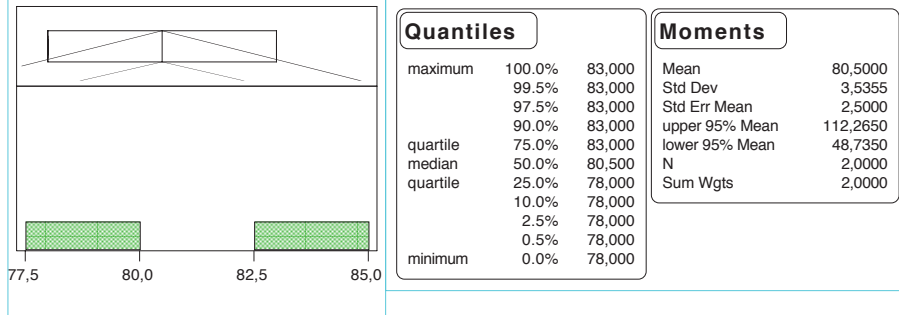 77,5 80,0 82,5 85,0
Quantiles
maximum 100.0% 83,000
99.5% 83,000
97.5% 83,000
90.0% 83,000
quartile 75.0% 83,000
median 50.0% 80,500
quartile 25.0% 78,000
10.0% 78,000
2.5% 78,000
0.5% 78,000
minimum 0.0% 78,000
Moments
Mean 80,5000
Std Dev 3,5355
Std Err Mean 2,5000
upper 95% Mean 112,2650
lower 95% Mean 48,7350
N 2,0000
Sum Wgts 2,0000